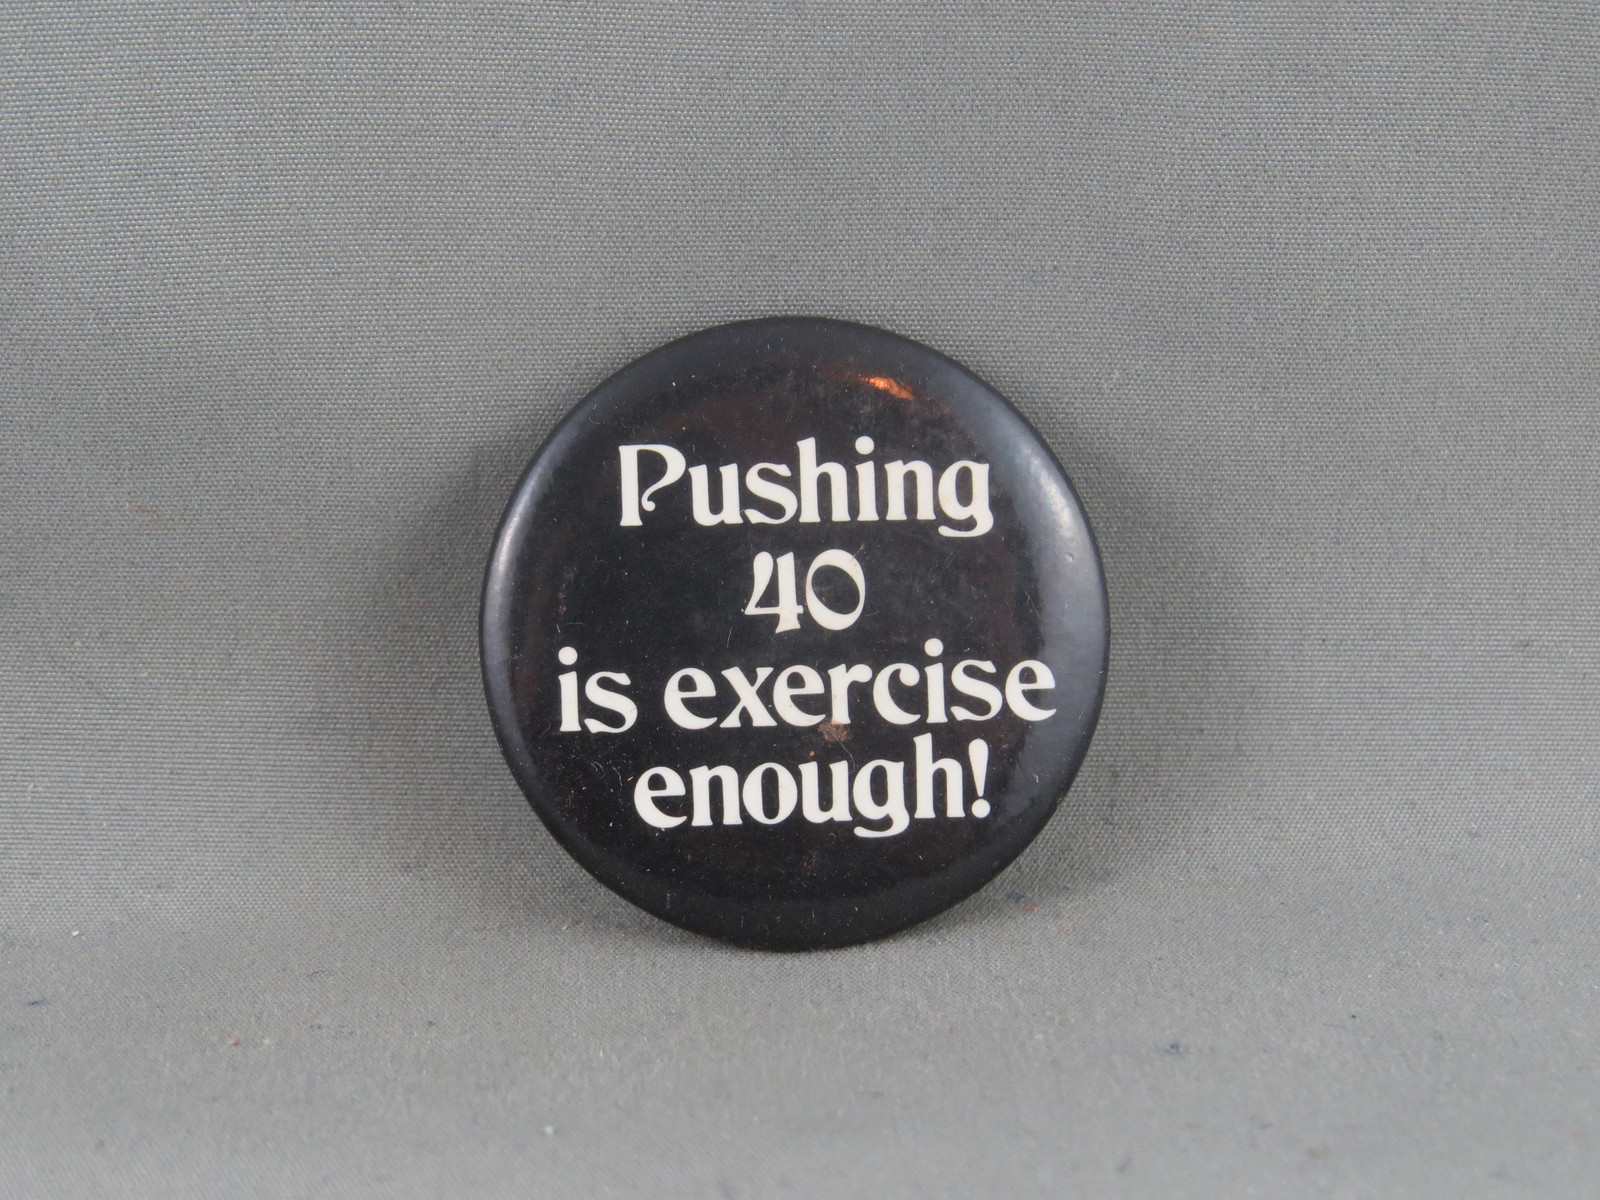 Pushing
40
is exercise
enough!